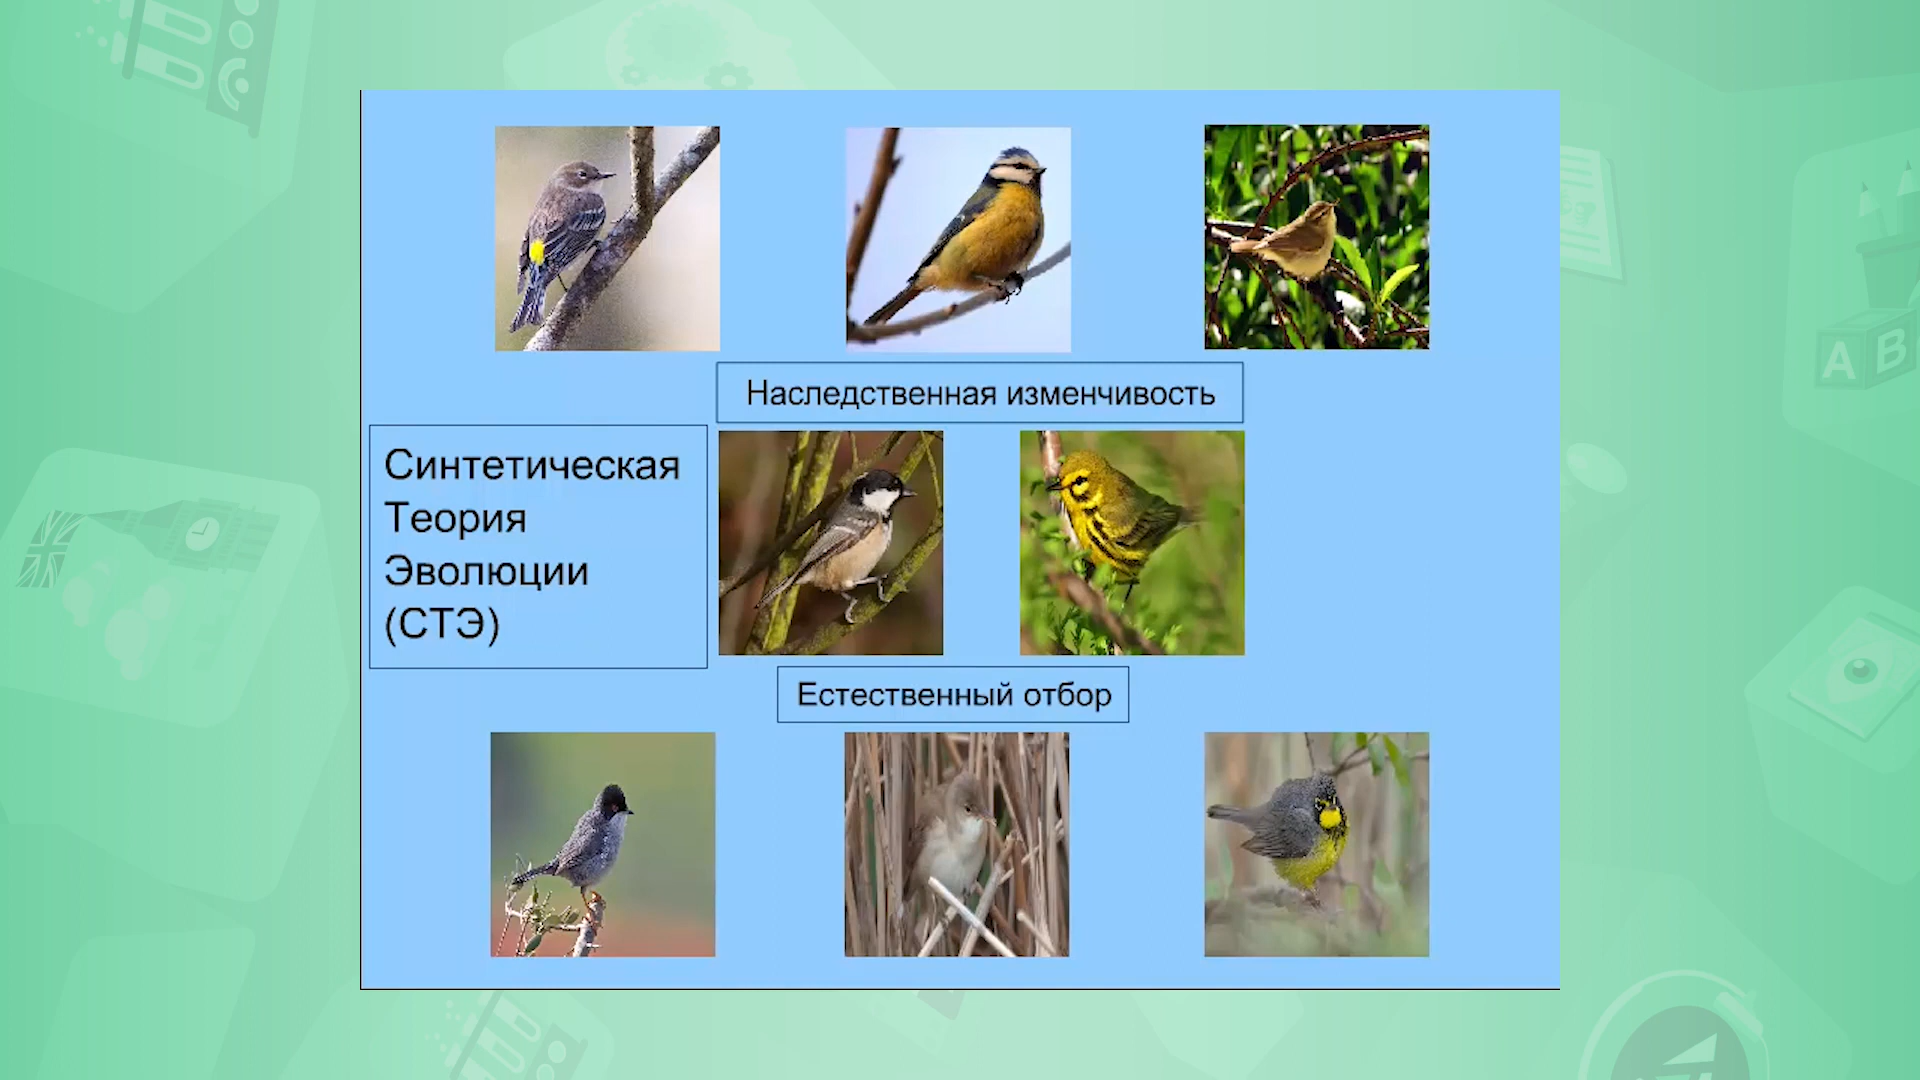 Наследственная изменчивость
Синтетическая
Теория
Эволюции
(СТЭ)
Естественный отбор
A B